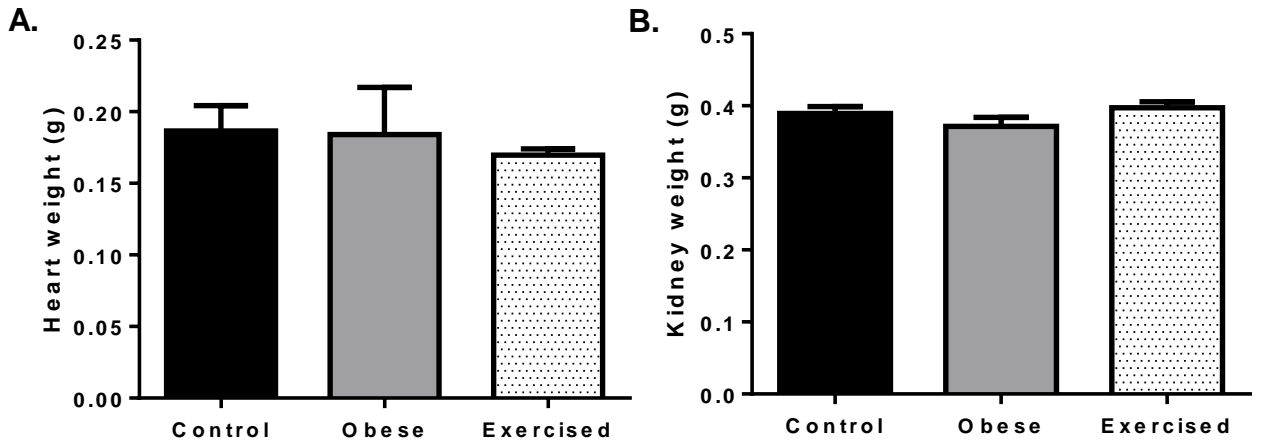 A.
Heart weight (g)
0.25
0.20
0.15
0.10
0.05
0.00
Control Obese Exercised
B.
Kidney weight (g)
0.5
0.4
0.3
0.2
0.1
0.0
Control Obese Exercised